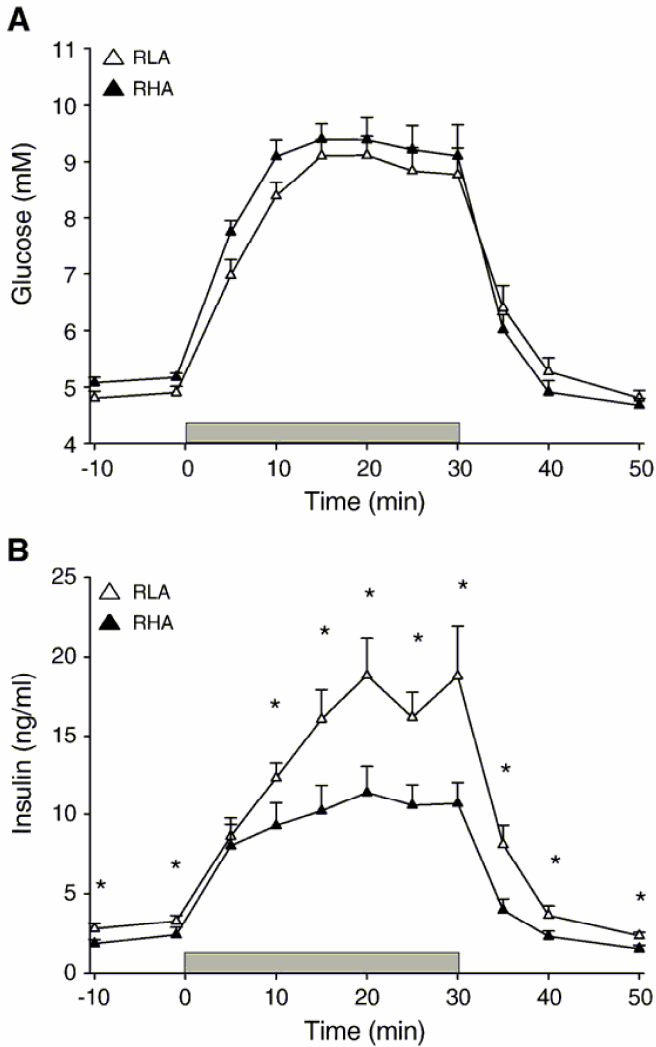 A
11
RLA
RHA
10
9
8
7
6
5
4
Glucose (mM)
-10 0 10 20 30 40 50
Time (min)
B
25
RLA
RHA
20
15
10
5
0
Insulin (ng/ml)
* * * * * * * * * *
-10 0 10 20 30 40 50
Time (min)